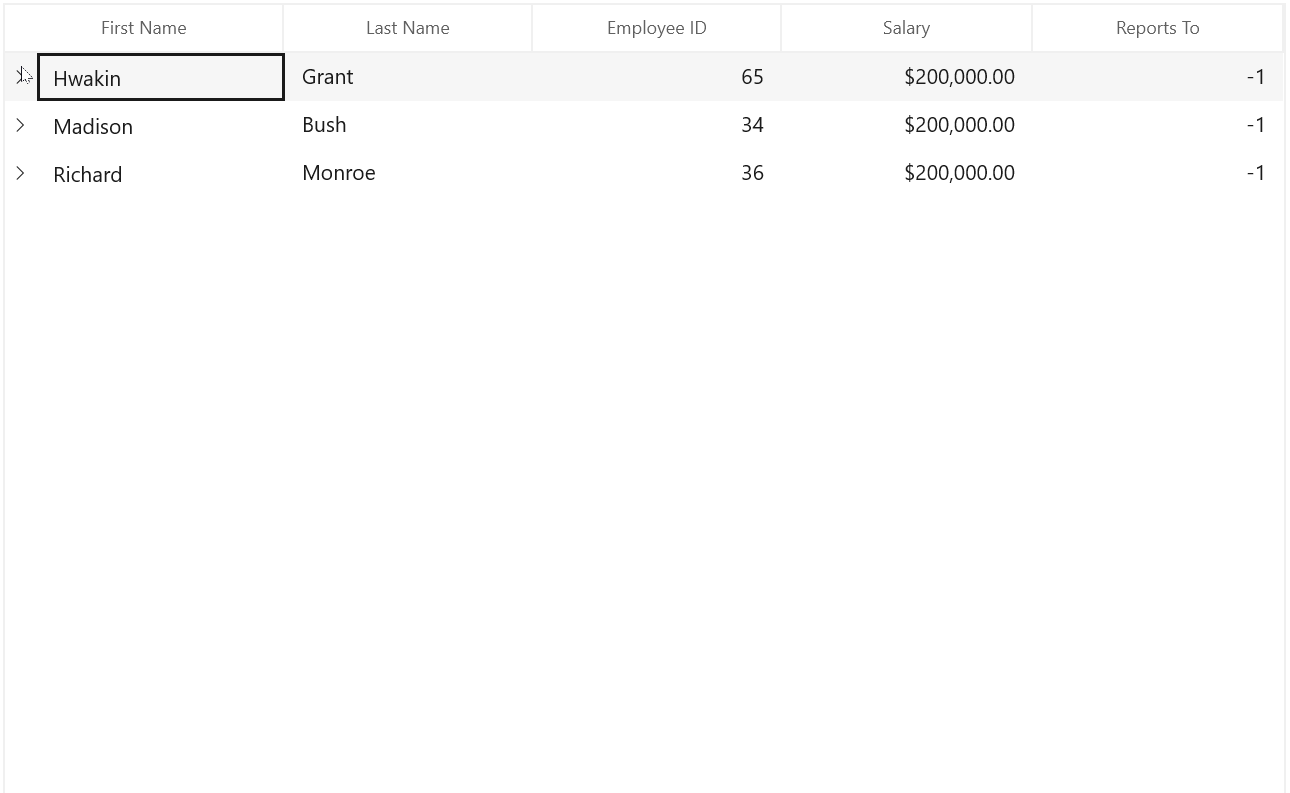 First Name Last Name Employee ID Salary Reports To
Hwakin Grant 65 $200,000.00 -1
Madison Bush 34 $200,000.00 -1
Richard Monroe 36 $200,000.00 -1